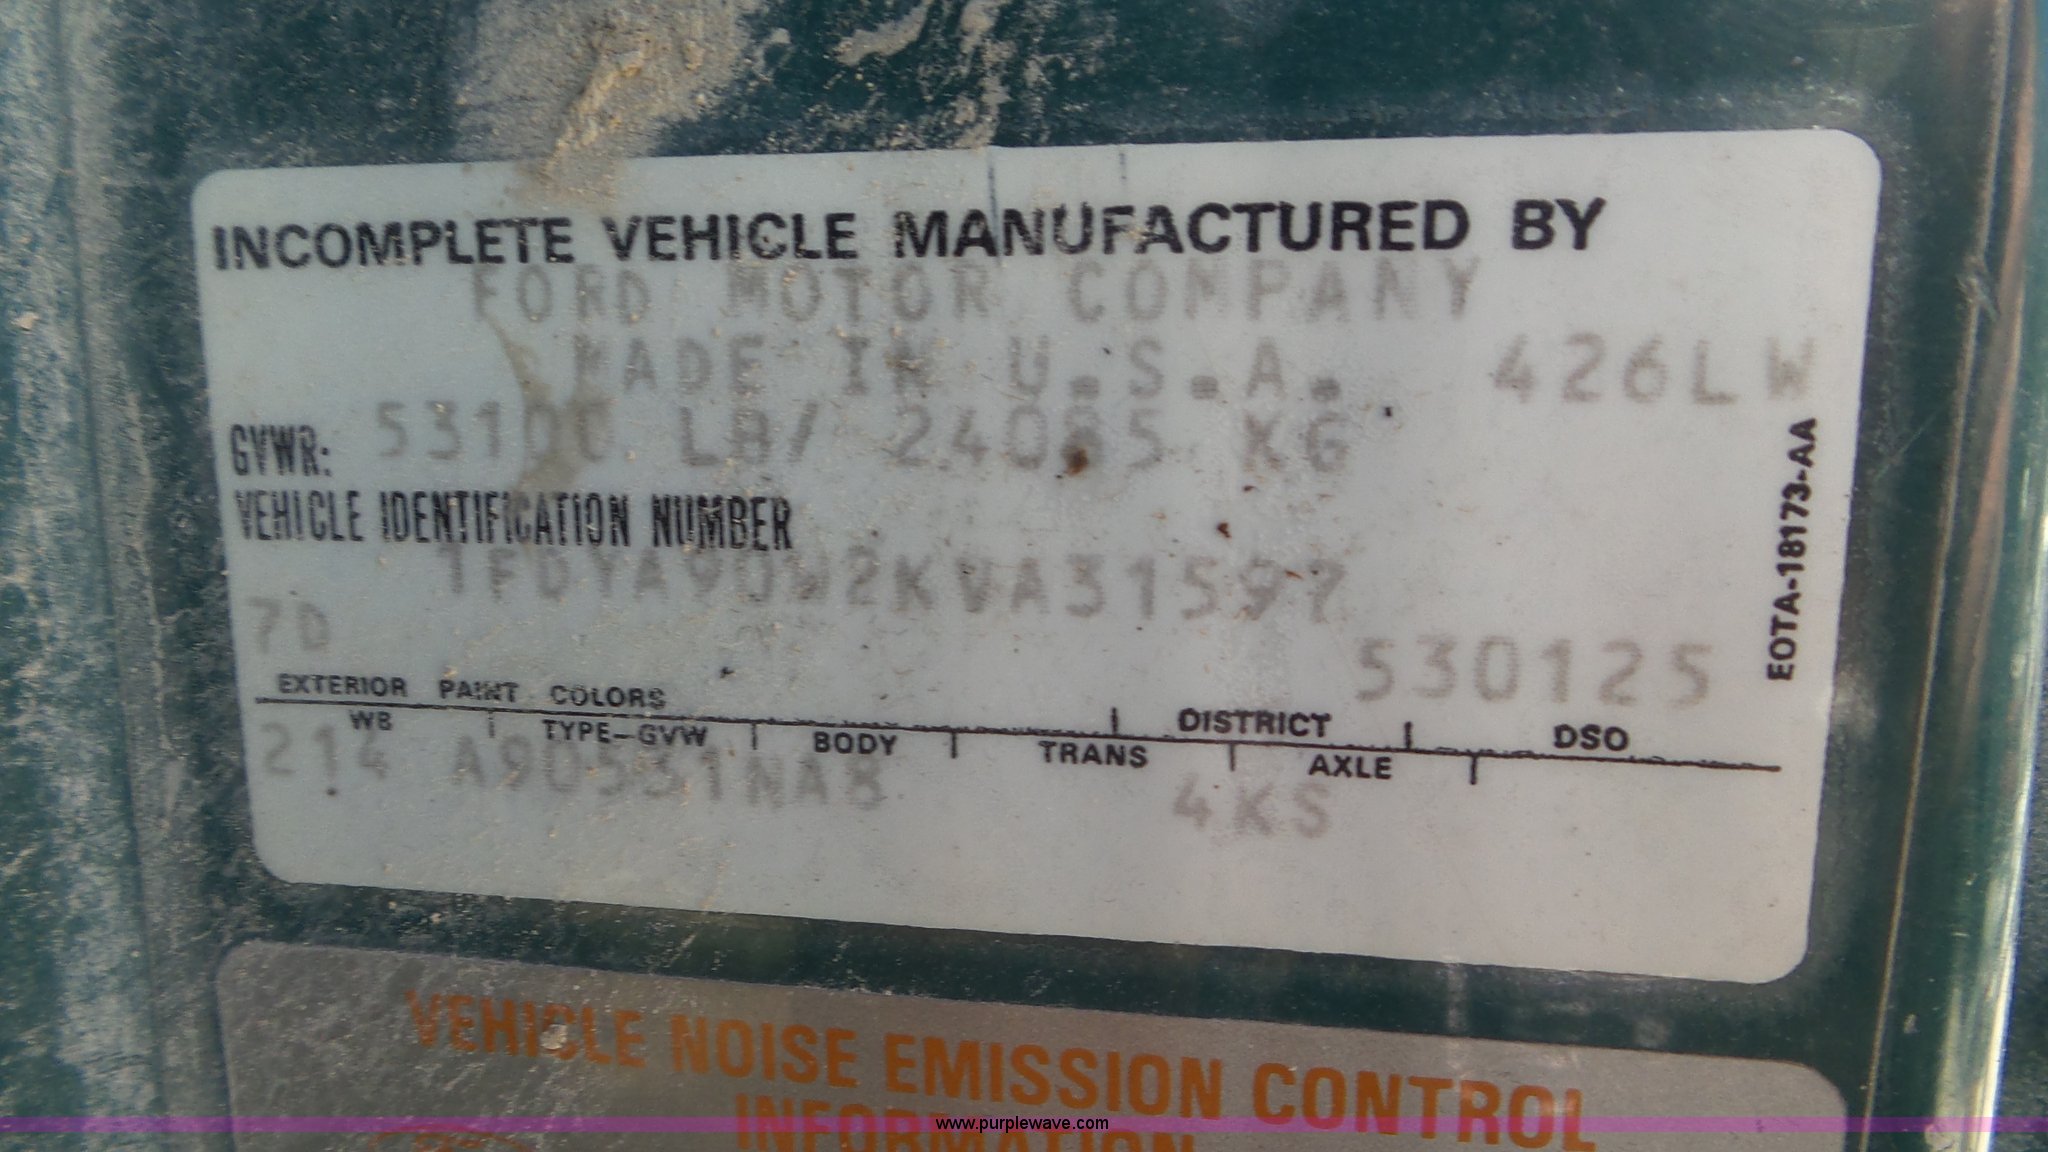 INCOMPLETE VEHICLE MANUFACTURED BY
FORD MOTOR COMPANY
MADE IN U.S.A. 426LW
GVWR: 53100 LB/ 24085 KG
VEHICLE IDENTIFICATION NUMBER
1FDYA90W2KVA31597
7D
530125
EXTERIOR PAINT COLORS DISTRICT DSO
WB TYPE-GVW BODY TRANS AXLE
214 A90531NA8 4KS
EOTA-18173-AA
VEHICLE NOISE EMISSION CONTROL
INFORMATION
www.purplewave.com